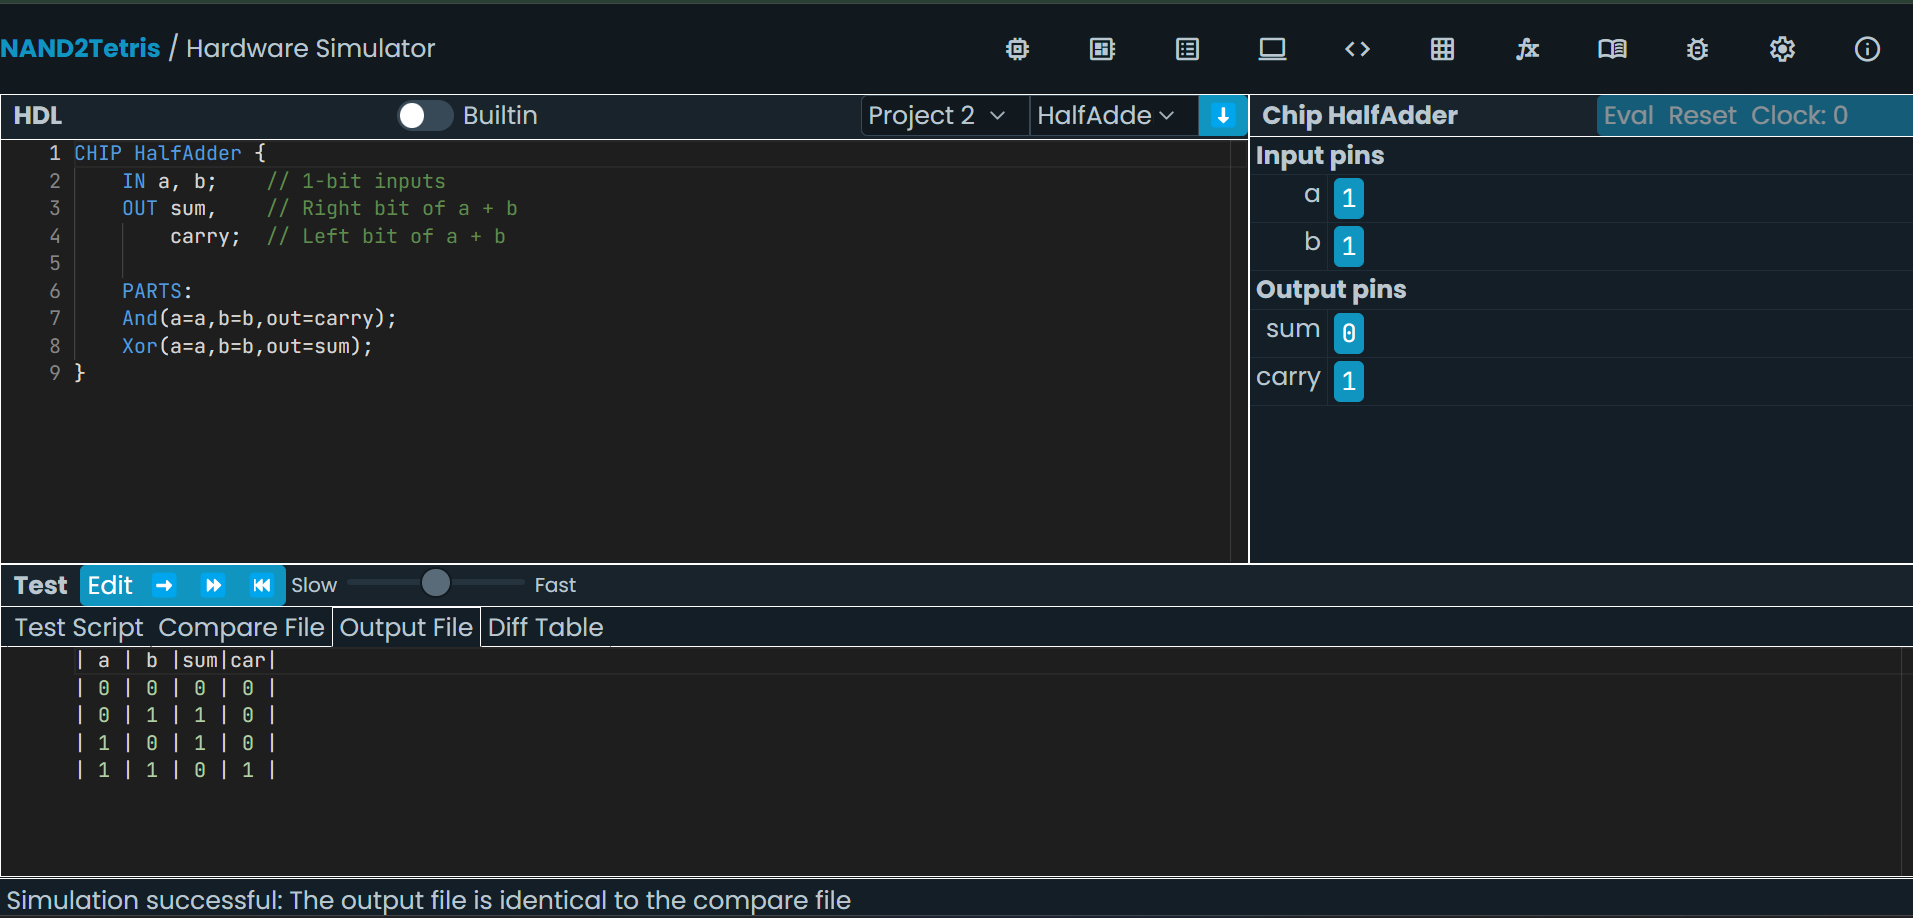 NAND2Tetris / Hardware Simulator
HDL Builtin Project 2 HalfAdde
1 CHIP HalfAdder {
2 IN a, b; // 1-bit inputs
3 OUT sum, // Right bit of a + b
4 carry; // Left bit of a + b
5
6 PARTS:
7 And(a=a,b=b,out=carry);
8 Xor(a=a,b=b,out=sum);
9 }
Chip HalfAdder Eval Reset Clock: 0
Input pins
a 1
b 1
Output pins
sum 0
carry 1
Test Edit Slow Fast
Test Script Compare File Output File Diff Table
| a | b |sum|car|
| 0 | 0 | 0 | 0 |
| 0 | 1 | 1 | 0 |
| 1 | 0 | 1 | 0 |
| 1 | 1 | 0 | 1 |
Simulation successful: The output file is identical to the compare file